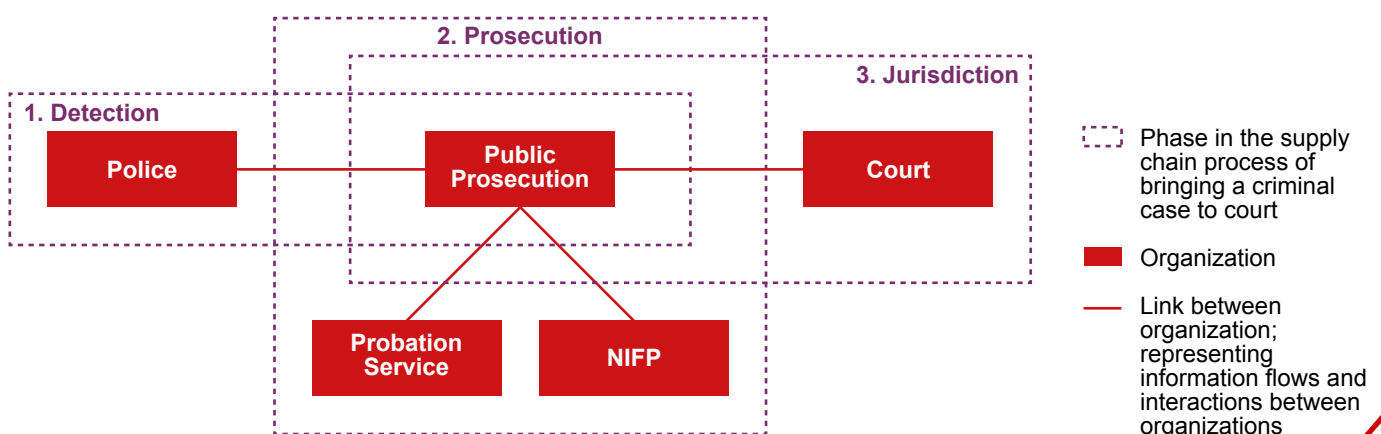 2. Prosecution
3. Jurisdiction
1. Detection
Police
Public
Prosecution
Court
Probation
Service
NIFP
Phase in the supply
chain process of
bringing a criminal
case to court
Organization
Link between
organization;
representing
information flows and
interactions between
organizations